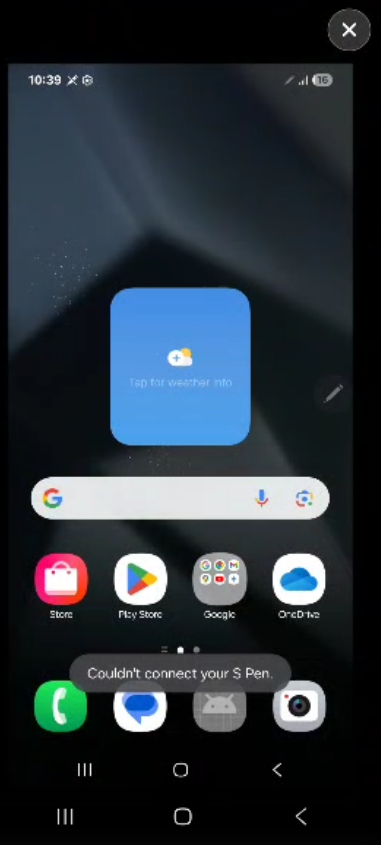 10:39
16
Tap for weather info
Store
Play Store
Google
OneDrive
Couldn't connect your S Pen.